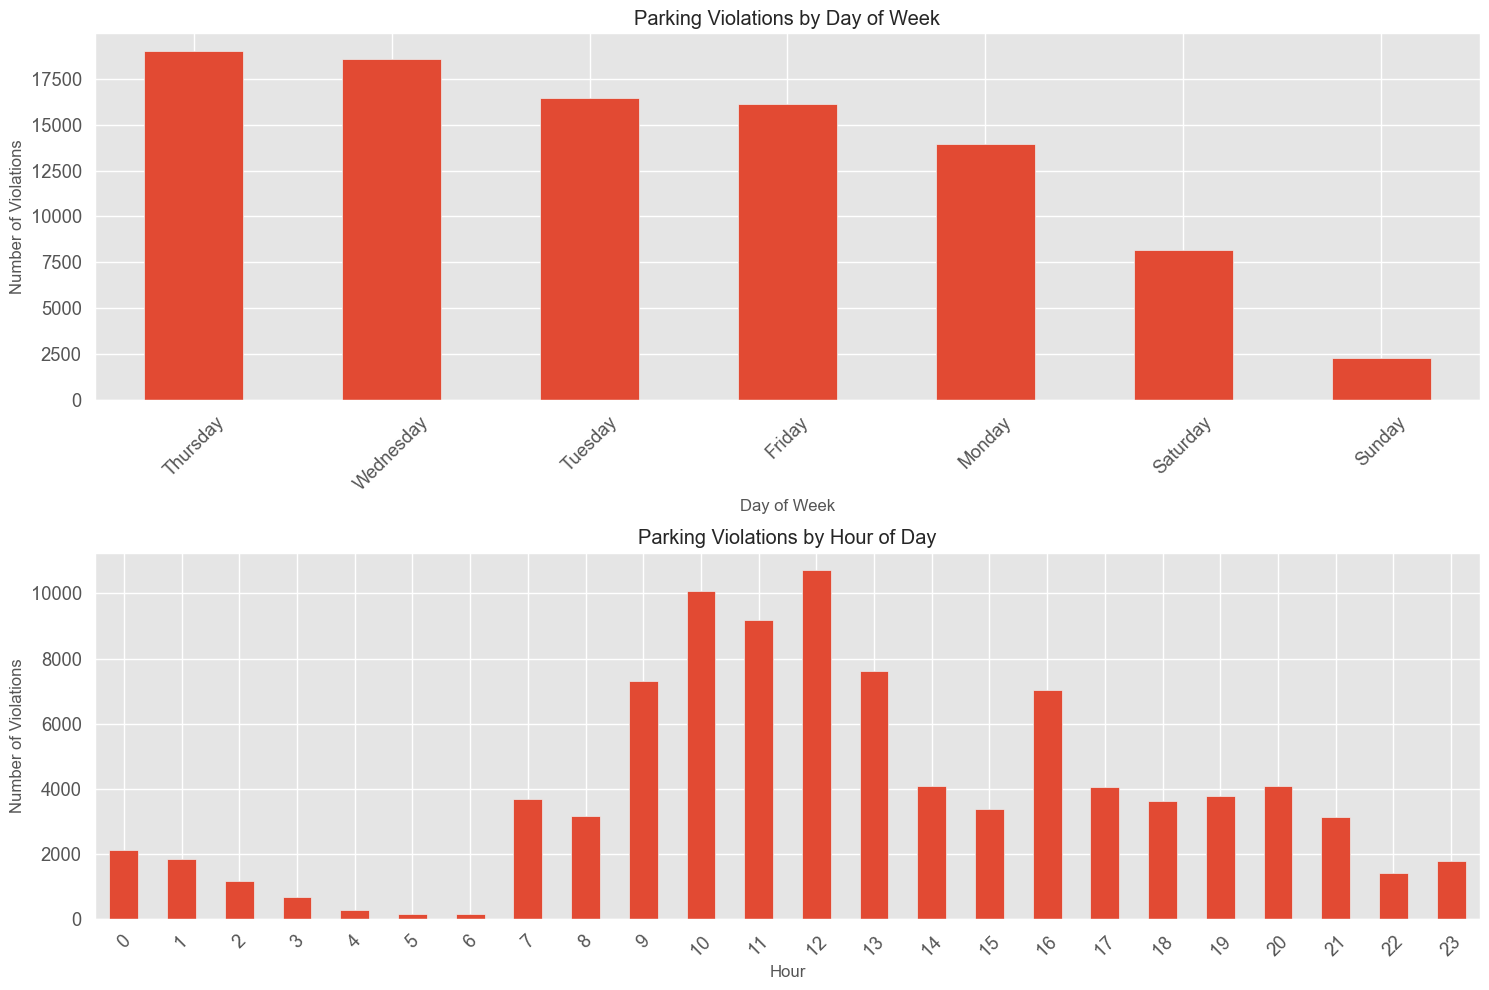 Parking Violations by Day of Week
Number of Violations
17500
15000
12500
10000
7500
5000
2500
0
Thursday Wednesday Tuesday Friday Monday Saturday Sunday
Day of Week
Parking Violations by Hour of Day
Number of Violations
10000
8000
6000
4000
2000
0
0 1 2 3 4 5 6 7 8 9 10 11 12 13 14 15 16 17 18 19 20 21 22 23
Hour